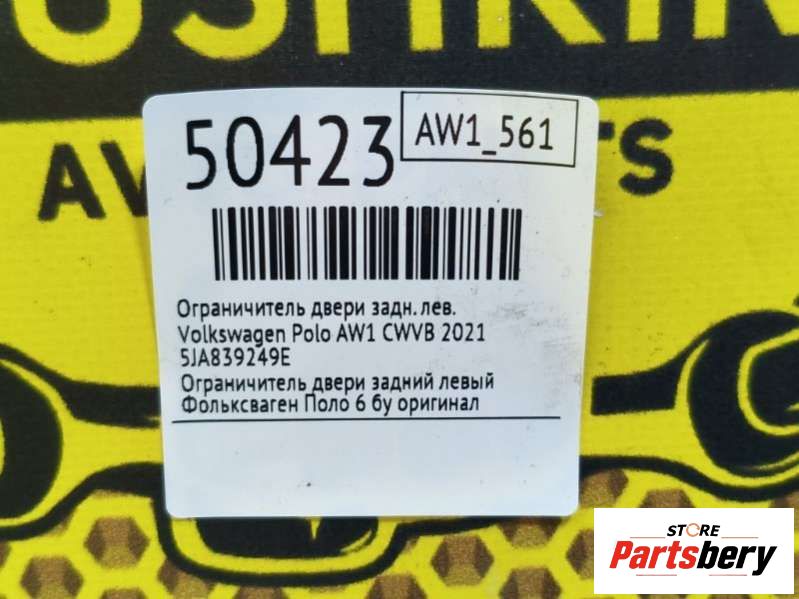 50423
AW1_561
Ограничитель двери задн. лев.
Volkswagen Polo AW1 CWVB 2021
5JA839249E
Ограничитель двери задний левый
Фольксваген Поло 6 бу оригинал
STORE
Partsbery